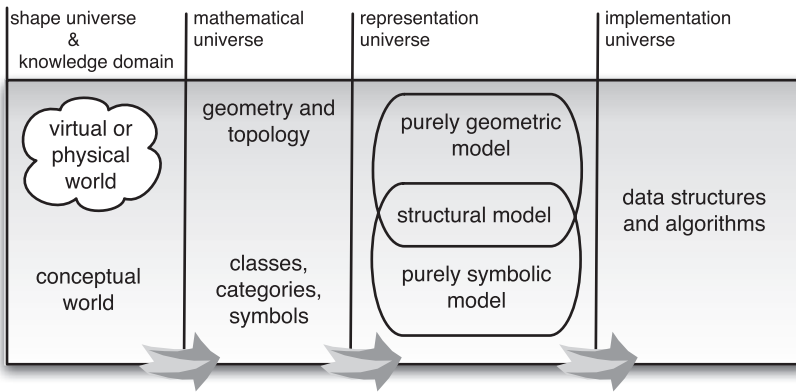 shape universe
&
knowledge domain
mathematical
universe
representation
universe
implementation
universe
virtual or
physical
world
conceptual
world
geometry and
topology
classes,
categories,
symbols
purely geometric
model
structural model
purely symbolic
model
data structures
and algorithms